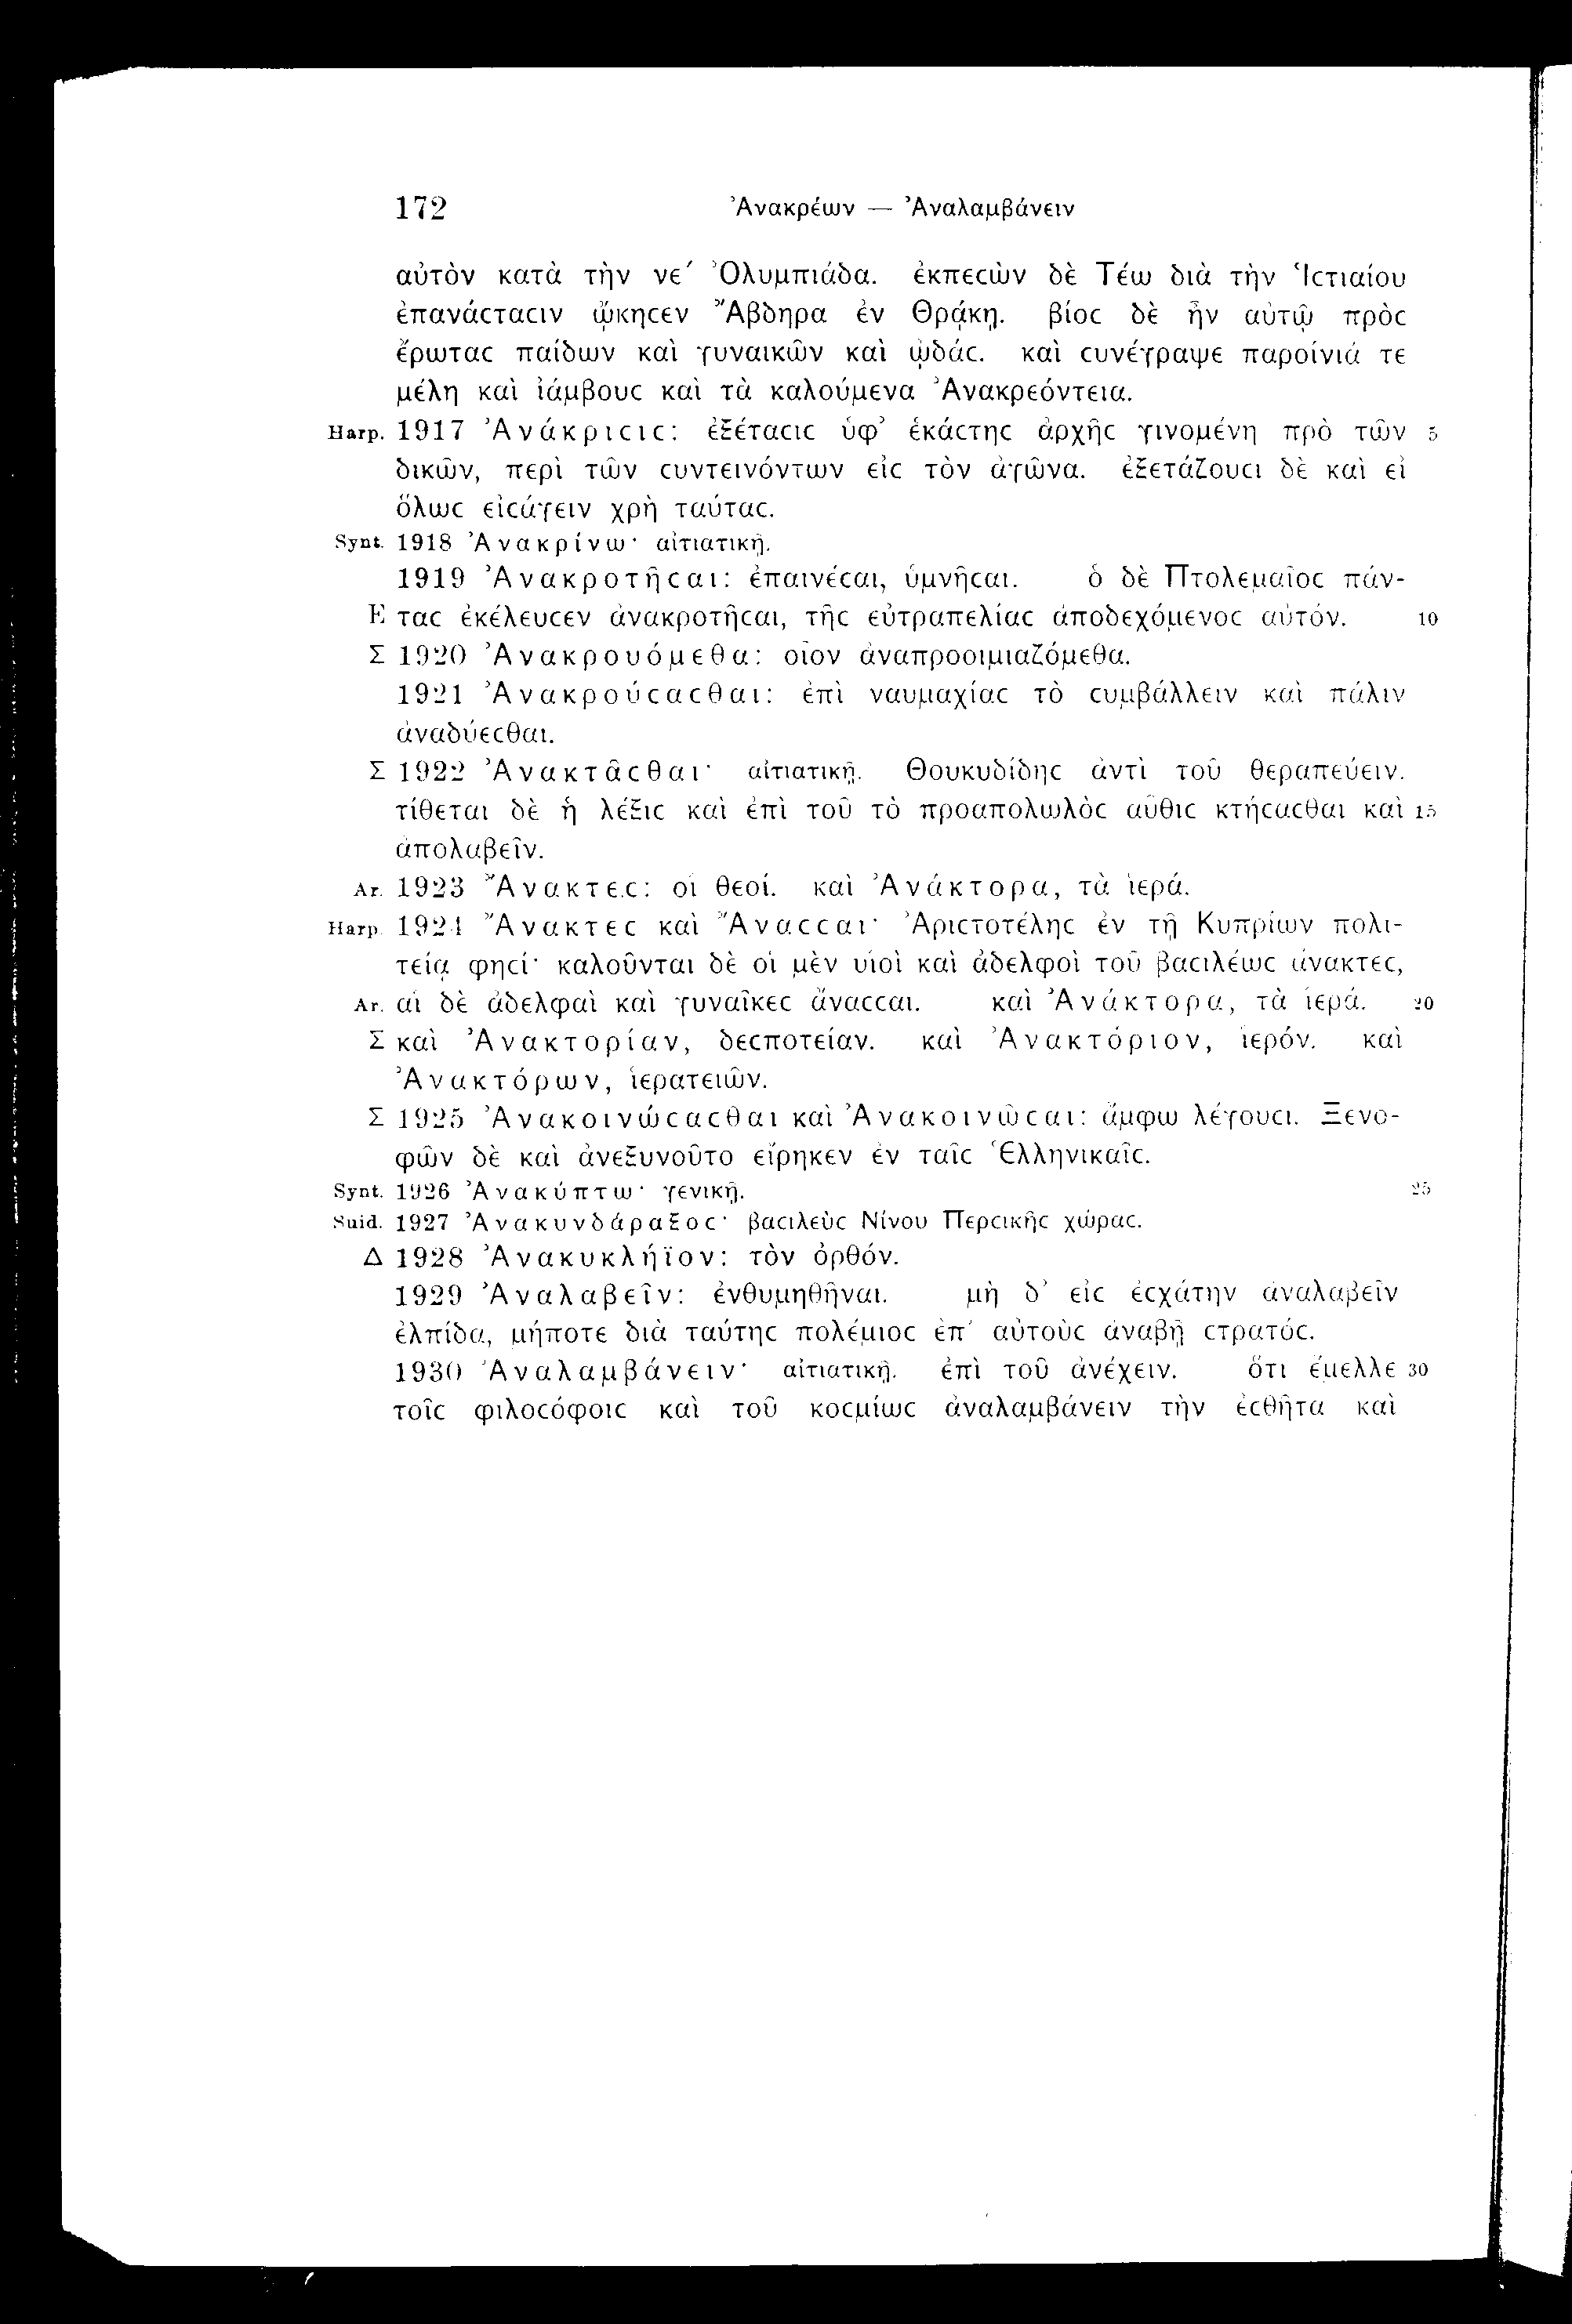 172 Ἀνακρέων — Ἀναλαμβάνειν
αὐτὸν κατὰ τὴν νε´ Ὀλυμπιάδα. ἐκπεϲὼν δὲ Τέω διὰ τὴν Ἱϲτιαίου
ἐπανάϲταϲιν ᾤκηϲεν Ἄβδηρα ἐν Θρᾴκῃ. βίοϲ δὲ ἦν αὐτῷ πρὸϲ
ἔρωταϲ παίδων καὶ γυναικῶν καὶ ᾠδάϲ. καὶ ϲυνέγραψε παροίνιά τε
μέλη καὶ ἰάμβουϲ καὶ τὰ καλούμενα Ἀνακρεόντεια.
Harp. 1917 Ἀνάκριϲιϲ: ἐξέταϲιϲ ὑφ᾽ ἑκάϲτηϲ ἀρχῆϲ γινομένη πρὸ τῶν 5
δικῶν, περὶ τῶν ϲυντεινόντων εἰϲ τὸν ἀγῶνα. ἐξετάζουϲι δὲ καὶ εἰ
ὅλωϲ εἰϲάγειν χρὴ ταύταϲ.
Synt. 1918 Ἀνακρίνω· αἰτιατικῇ.
1919 Ἀνακροτῆϲαι: ἐπαινέϲαι, ὑμνῆϲαι. ὁ δὲ Πτολεμαῖοϲ πάν-
E ταϲ ἐκέλευϲεν ἀνακροτῆϲαι, τῆϲ εὐτραπελίαϲ ἀποδεχόμενοϲ αὐτόν. 10
Σ 1920 Ἀνακρουόμεθα: οἷον ἀναπροοιμιαζόμεθα.
1921 Ἀνακρούϲαϲθαι: ἐπὶ ναυμαχίαϲ τὸ ϲυμβάλλειν καὶ πάλιν
ἀναδύεϲθαι.
Σ 1922 Ἀνακτᾶϲθαι· αἰτιατικῇ. Θουκυδίδηϲ ἀντὶ τοῦ θεραπεύειν.
τίθεται δὲ ἡ λέξιϲ καὶ ἐπὶ τοῦ τὸ προαπολωλὸϲ αὖθιϲ κτήϲαϲθαι καὶ 15
ἀπολαβεῖν.
Ar. 1923 Ἄνακτεϲ: οἱ θεοί. καὶ Ἀνάκτορα, τὰ ἱερά.
Harp. 1924 Ἄνακτεϲ καὶ Ἄναϲϲαι· Ἀριϲτοτέληϲ ἐν τῇ Κυπρίων πολι-
τείᾳ φηϲί· καλοῦνται δὲ οἱ μὲν υἱοὶ καὶ ἀδελφοὶ τοῦ βαϲιλέωϲ ἄνακτεϲ,
Ar. αἱ δὲ ἀδελφαὶ καὶ γυναῖκεϲ ἄναϲϲαι. καὶ Ἀνάκτορα, τὰ ἱερά. 20
Σ καὶ Ἀνακτορίαν, δεϲποτείαν. καὶ Ἀνακτόριον, ἱερόν. καὶ
Ἀνακτόρων, ἱερατειῶν.
Σ 1925 Ἀνακοινώϲαϲθαι καὶ Ἀνακοινῶϲαι: ἄμφω λέγουϲι. Ξενο-
φῶν δὲ καὶ ἀνεξυνοῦτο εἴρηκεν ἐν ταῖϲ Ἑλληνικαῖϲ.
Synt. 1926 Ἀνακύπτω· γενικῇ. 25
Suid. 1927 Ἀνακυνδάραξοϲ· βαϲιλεὺϲ Νίνου Περϲικῆϲ χώραϲ.
Δ 1928 Ἀνακυκλήϊον: τὸν ὀρθόν.
1929 Ἀναλαβεῖν: ἐνθυμηθῆναι. μὴ δ᾽ εἰϲ ἐϲχάτην ἀναλαβεῖν
ἐλπίδα, μήποτε διὰ ταύτηϲ πολέμιοϲ ἐπ᾽ αὐτοὺϲ ἀναβῇ ϲτρατόϲ.
1930 Ἀναλαμβάνειν· αἰτιατικῇ. ἐπὶ τοῦ ἀνέχειν. ὅτι ἔμελλε 30
τοῖϲ φιλοϲόφοιϲ καὶ τοῦ κοϲμίωϲ ἀναλαμβάνειν τὴν ἐϲθῆτα καὶ